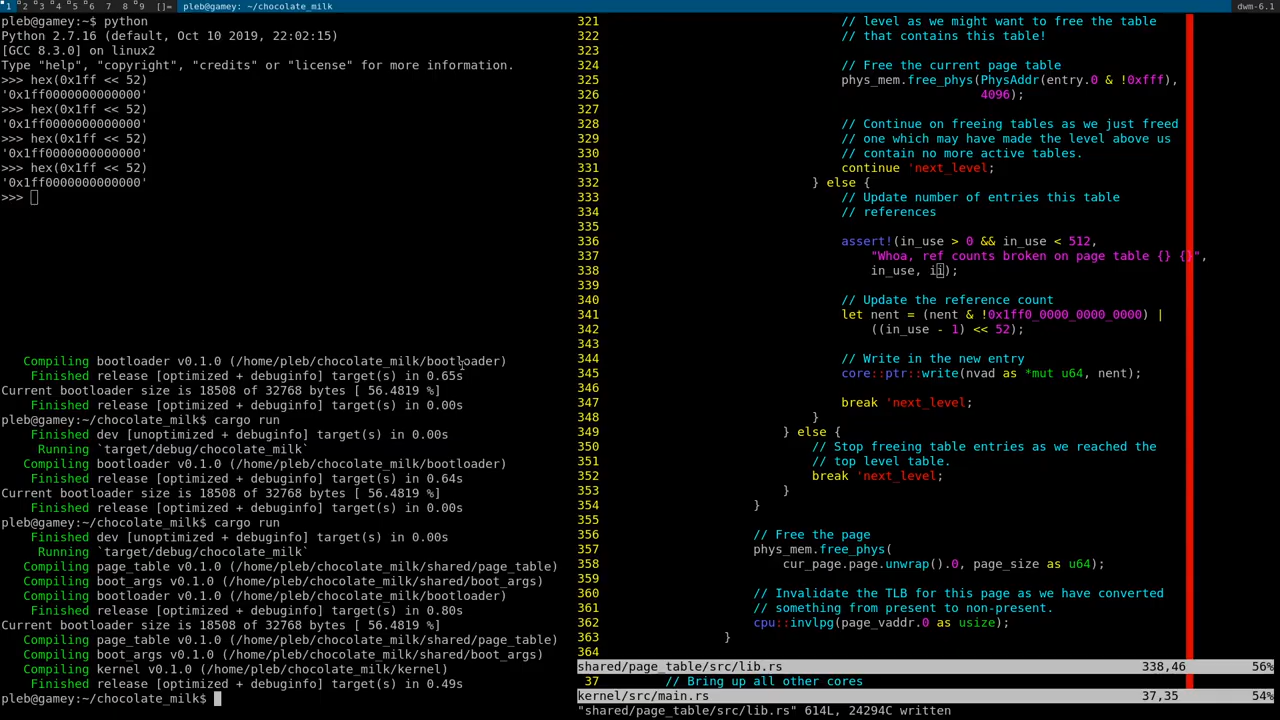 1 2 3 4 5 6 7 8 9 []= pleb@gamey: ~/chocolate_milk dwm-6.1
pleb@gamey:~$ python
Python 2.7.16 (default, Oct 10 2019, 22:02:15)
[GCC 8.3.0] on linux2
Type "help", "copyright", "credits" or "license" for more information.
>>> hex(0x1ff << 52)
'0x1ff0000000000000'
>>> hex(0x1ff << 52)
'0x1ff0000000000000'
>>> hex(0x1ff << 52)
'0x1ff0000000000000'
>>> hex(0x1ff << 52)
'0x1ff0000000000000'
>>>
Compiling bootloader v0.1.0 (/home/pleb/chocolate_milk/bootloader)
Finished release [optimized + debuginfo] target(s) in 0.65s
Current bootloader size is 18508 of 32768 bytes [ 56.4819 %]
Finished release [optimized + debuginfo] target(s) in 0.00s
pleb@gamey:~/chocolate_milk$ cargo run
Finished dev [unoptimized + debuginfo] target(s) in 0.00s
Running `target/debug/chocolate_milk`
Compiling bootloader v0.1.0 (/home/pleb/chocolate_milk/bootloader)
Finished release [optimized + debuginfo] target(s) in 0.64s
Current bootloader size is 18508 of 32768 bytes [ 56.4819 %]
Finished release [optimized + debuginfo] target(s) in 0.00s
pleb@gamey:~/chocolate_milk$ cargo run
Finished dev [unoptimized + debuginfo] target(s) in 0.00s
Running `target/debug/chocolate_milk`
Compiling page_table v0.1.0 (/home/pleb/chocolate_milk/shared/page_table)
Compiling boot_args v0.1.0 (/home/pleb/chocolate_milk/shared/boot_args)
Compiling bootloader v0.1.0 (/home/pleb/chocolate_milk/bootloader)
Finished release [optimized + debuginfo] target(s) in 0.80s
Current bootloader size is 18508 of 32768 bytes [ 56.4819 %]
Compiling page_table v0.1.0 (/home/pleb/chocolate_milk/shared/page_table)
Compiling boot_args v0.1.0 (/home/pleb/chocolate_milk/shared/boot_args)
Compiling kernel v0.1.0 (/home/pleb/chocolate_milk/kernel)
Finished release [optimized + debuginfo] target(s) in 0.49s
pleb@gamey:~/chocolate_milk$
321 // level as we might want to free the table
322 // that contains this table!
323
324 // Free the current page table
325 phys_mem.free_phys(PhysAddr(entry.0 & !0xfff),
326 4096);
327
328 // Continue on freeing tables as we just freed
329 // one which may have made the level above us
330 // contain no more active tables.
331 continue 'next_level;
332 } else {
333 // Update number of entries this table
334 // references
335
336 assert!(in_use > 0 && in_use < 512,
337 "Whoa, ref counts broken on page table {} {}",
338 in_use, ii);
339
340 // Update the reference count
341 let nent = (nent & !0x1ff0_0000_0000_0000) |
342 ((in_use - 1) << 52);
343
344 // Write in the new entry
345 core::ptr::write(nvad as *mut u64, nent);
346
347 break 'next_level;
348 }
349 } else {
350 // Stop freeing table entries as we reached the
351 // top level table.
352 break 'next_level;
353 }
354 }
355
356 // Free the page
357 phys_mem.free_phys(
358 cur_page.page.unwrap().0, page_size as u64);
359
360 // Invalidate the TLB for this page as we have converted
361 // something from present to non-present.
362 cpu::invlpg(page_vaddr.0 as usize);
363 }
364
shared/page_table/src/lib.rs 338,46 56%
37 // Bring up all other cores
kernel/src/main.rs 37,35 54%
"shared/page_table/src/lib.rs" 614L, 24294C written